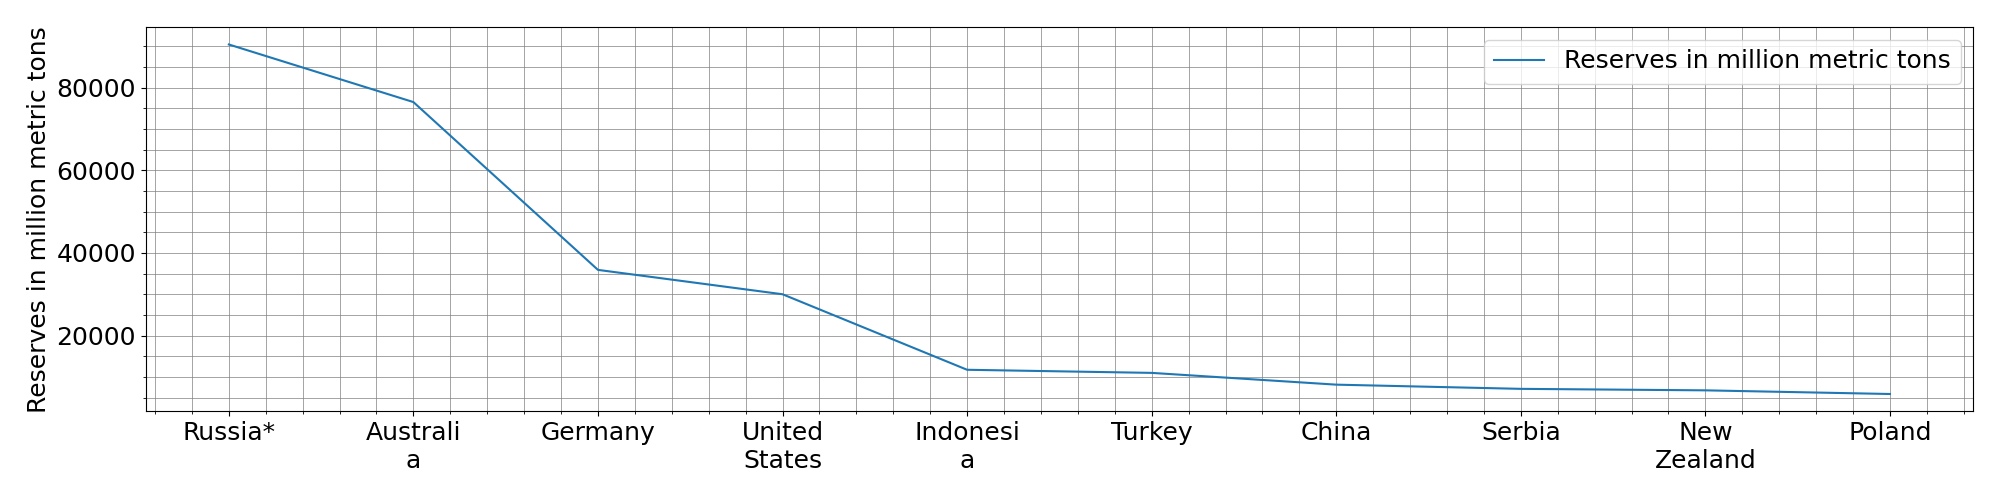 Reserves in million metric tons
Reserves in million metric tons
80000
60000
40000
20000
Russia*
Australi
a
Germany
United
States
Indonesi
a
Turkey
China
Serbia
New
Zealand
Poland